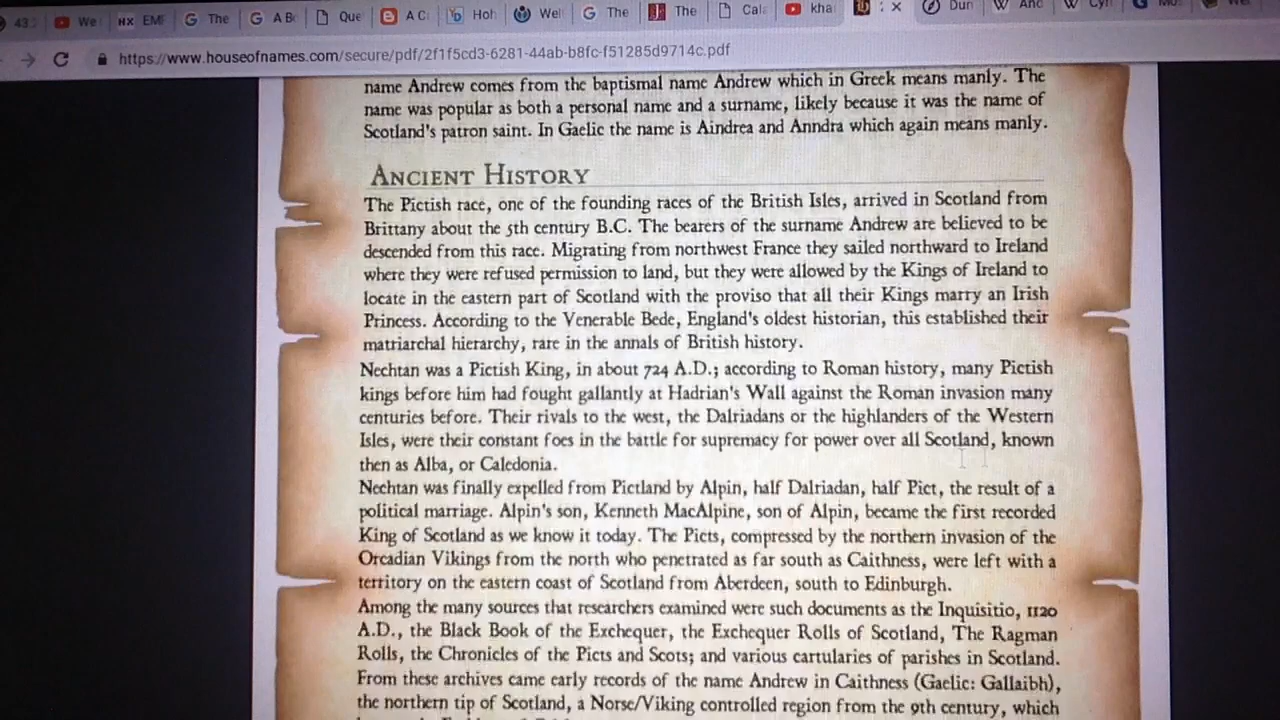 43
We
HX EMF
G The
G A B
Que
A C
Hoh
Wel
G The
The
Cal
kha
Dun
W And
W Cyn
G
https://www.houseofnames.com/secure/pdf/2f1f5cd3-6281-44ab-b8fc-f51285d9714c.pdf
name Andrew comes from the baptismal name Andrew which in Greek means manly. The
name was popular as both a personal name and a surname, likely because it was the name of
Scotland's patron saint. In Gaelic the name is Aindrea and Anndra which again means manly.
ANCIENT HISTORY
The Pictish race, one of the founding races of the British Isles, arrived in Scotland from
Brittany about the 5th century B.C. The bearers of the surname Andrew are believed to be
descended from this race. Migrating from northwest France they sailed northward to Ireland
where they were refused permission to land, but they were allowed by the Kings of Ireland to
locate in the eastern part of Scotland with the proviso that all their Kings marry an Irish
Princess. According to the Venerable Bede, England's oldest historian, this established their
matriarchal hierarchy, rare in the annals of British history.
Nechtan was a Pictish King, in about 724 A.D.; according to Roman history, many Pictish
kings before him had fought gallantly at Hadrian's Wall against the Roman invasion many
centuries before. Their rivals to the west, the Dalriadans or the highlanders of the Western
Isles, were their constant foes in the battle for supremacy for power over all Scotland, known
then as Alba, or Caledonia.
Nechtan was finally expelled from Pictland by Alpin, half Dalriadan, half Pict, the result of a
political marriage. Alpin's son, Kenneth MacAlpine, son of Alpin, became the first recorded
King of Scotland as we know it today. The Picts, compressed by the northern invasion of the
Orcadian Vikings from the north who penetrated as far south as Caithness, were left with a
territory on the eastern coast of Scotland from Aberdeen, south to Edinburgh.
Among the many sources that researchers examined were such documents as the Inquisitio, 1120
A.D., the Black Book of the Exchequer, the Exchequer Rolls of Scotland, The Ragman
Rolls, the Chronicles of the Picts and Scots; and various cartularies of parishes in Scotland.
From these archives came early records of the name Andrew in Caithness (Gaelic: Gallaibh),
the northern tip of Scotland, a Norse/Viking controlled region from the 9th century, which